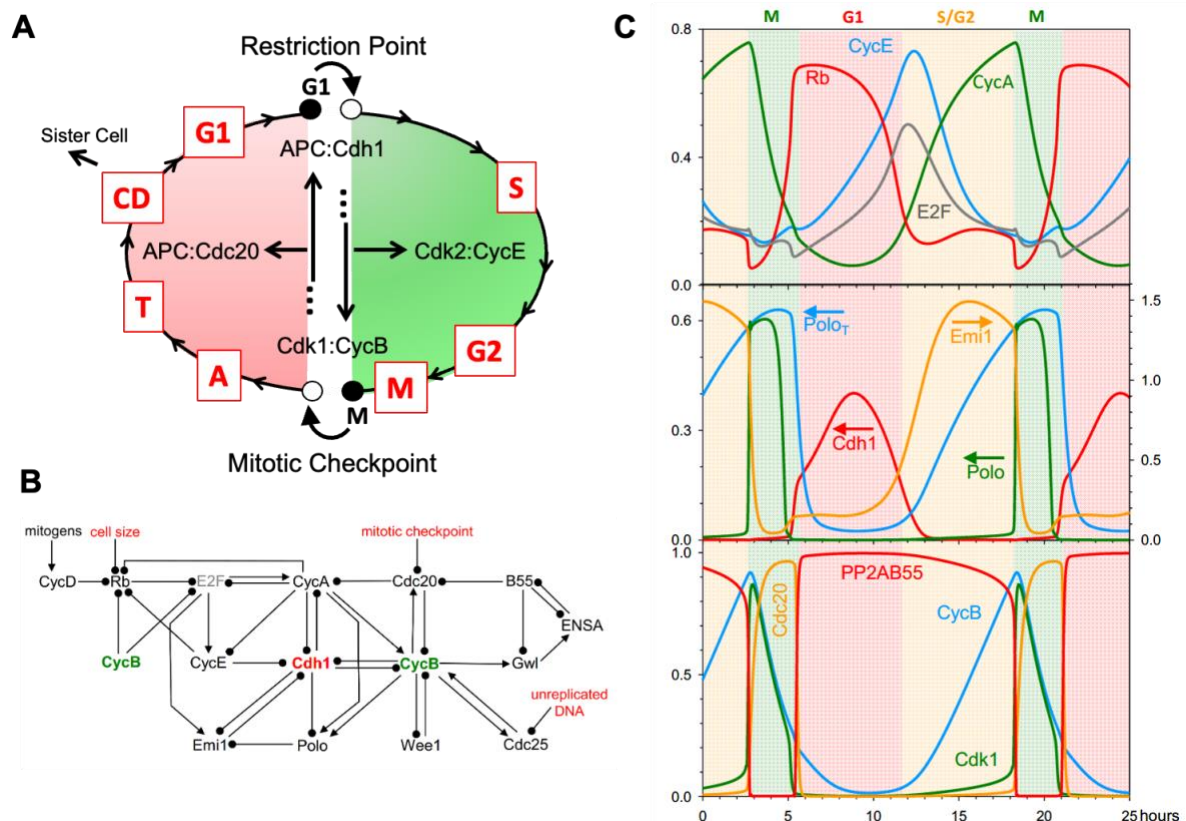 A
Restriction Point
G1
G1
APC:Cdh1
Sister Cell
S
CD
APC:Cdc20
Cdk2:CycE
T
Cdk1:CycB
G2
A
M
M
Mitotic Checkpoint
B
mitogens
cell size
mitotic checkpoint
CycD
Rb
E2F
CycA
Cdc20
B55
ENSA
CycB
CycE
Cdh1
CycB
Gwl
unreplicated
DNA
Emi1
Polo
Wee1
Cdc25
C
M
G1
S/G2
M
0.8
CycE
Rb
CycA
0.4
E2F
0.0
1.5
0.6
PoloT
Emi1
1.0
0.3
Cdh1
Polo
0.5
0.0
0.0
1.0
PP2AB55
Cdc20
CycB
0.5
Cdk1
0.0
0
5
10
15
20
25 hours